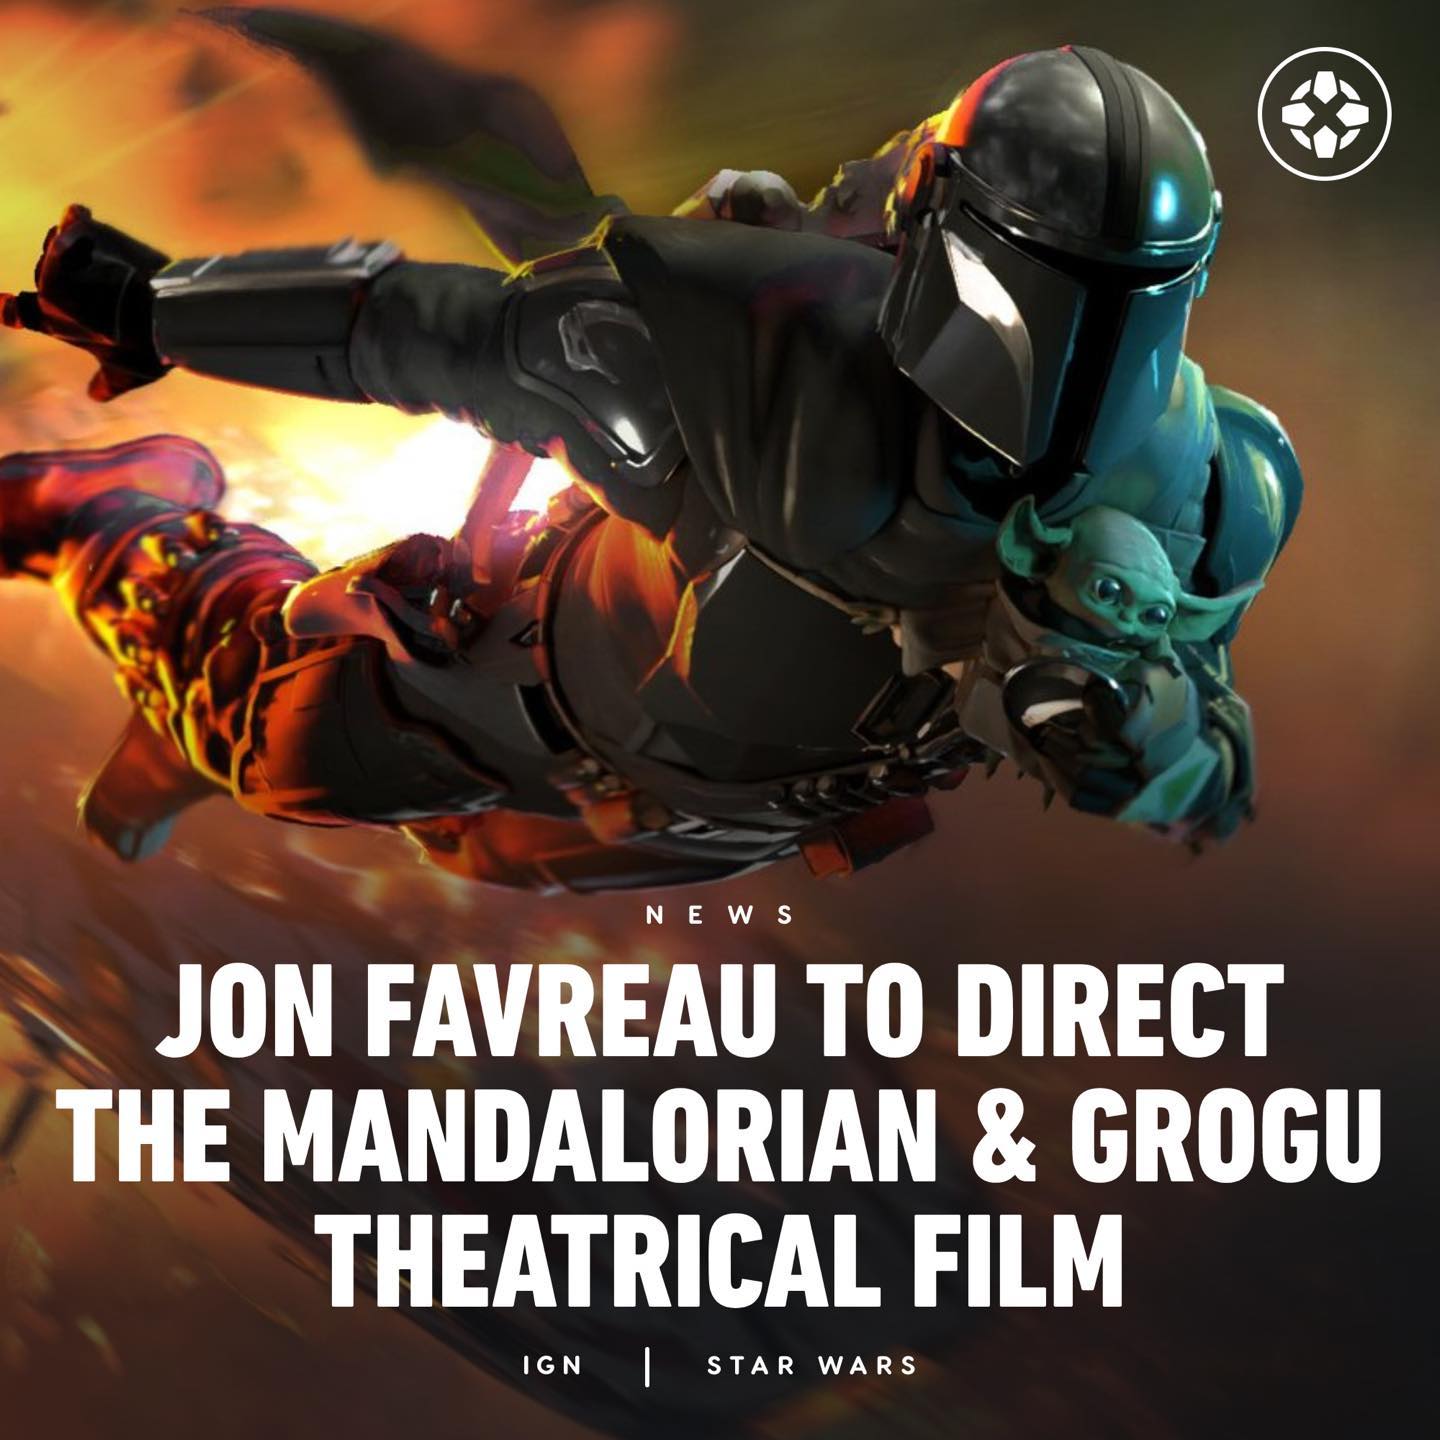 NEWS
JON FAVREAU TO DIRECT
THE MANDALORIAN & GROGU
THEATRICAL FILM
IGN | STAR WARS